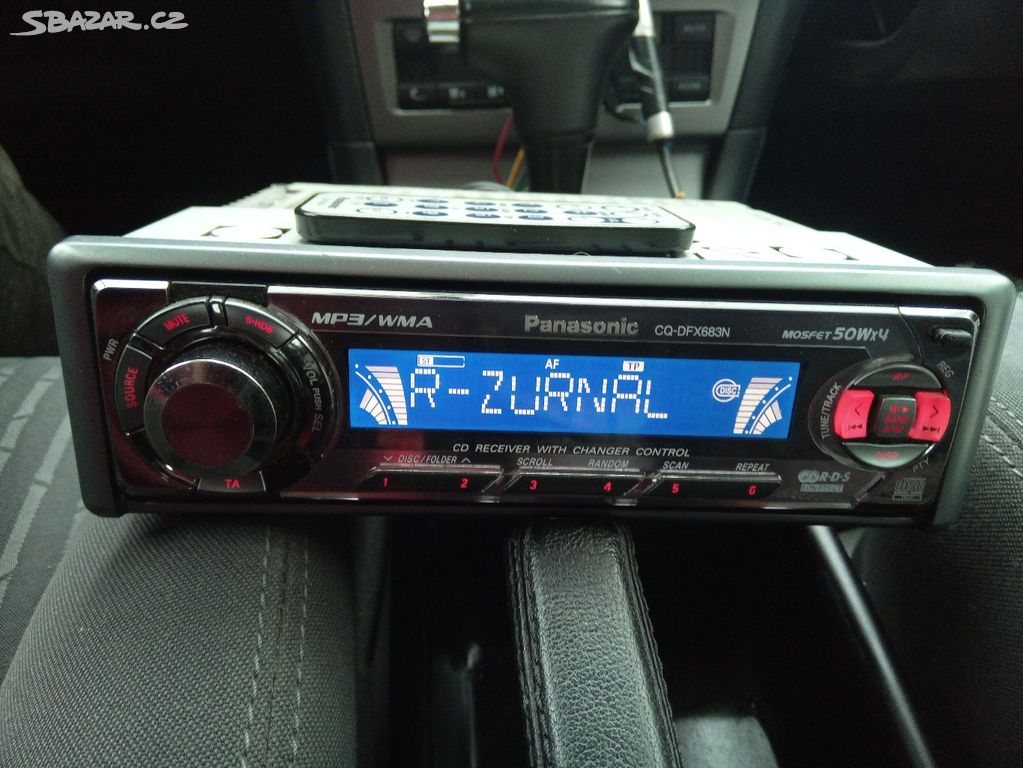 SBAZAR.CZ
MP3/WMA
Panasonic CQ-DFX683N
MOSFET 50Wx4
PWR
MUTE
S·HDB
SOURCE
VOL
PUSH SEL
TA
ST AF TP
R-ZURNAL
DISC
CD RECEIVER WITH CHANGER CONTROL
DISC/FOLDER SCROLL RANDOM SCAN REPEAT
1 2 3 4 5 6
TUNE/TRACK
AF
REG
DISP
PTY
R·D·S